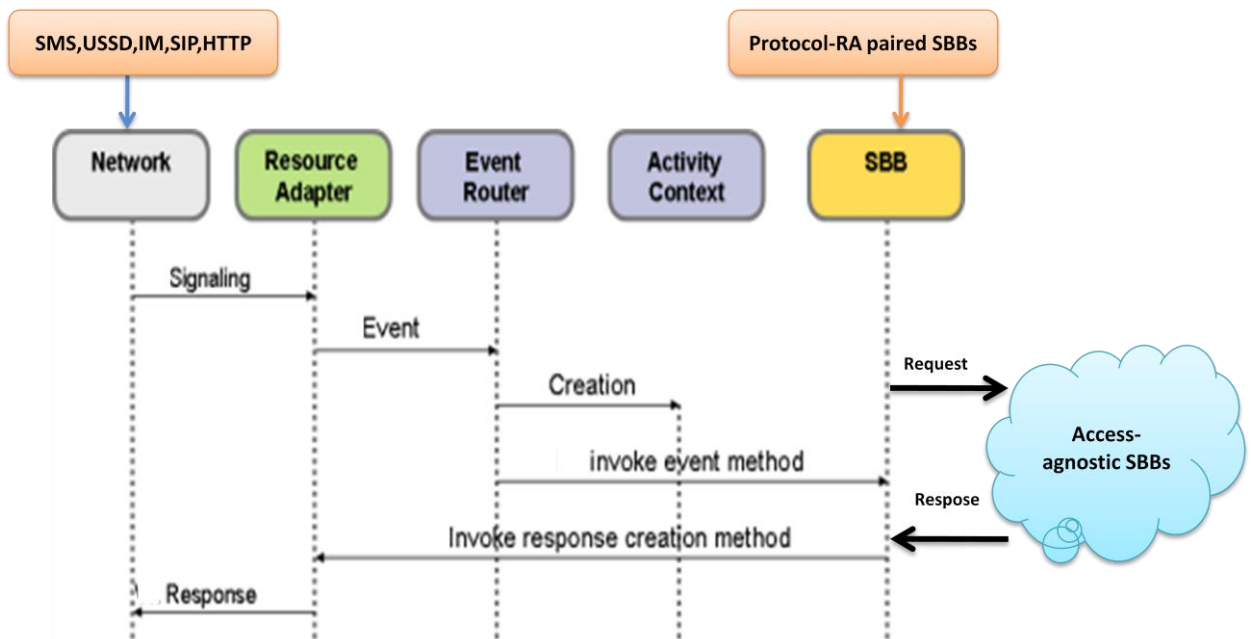 SMS,USSD,IM,SIP,HTTP
Protocol-RA paired SBBs
Network
Resource
Adapter
Event
Router
Activity
Context
SBB
Signaling
Event
Request
Creation
Access-
agnostic SBBs
invoke event method
Respose
Invoke response creation method
Response